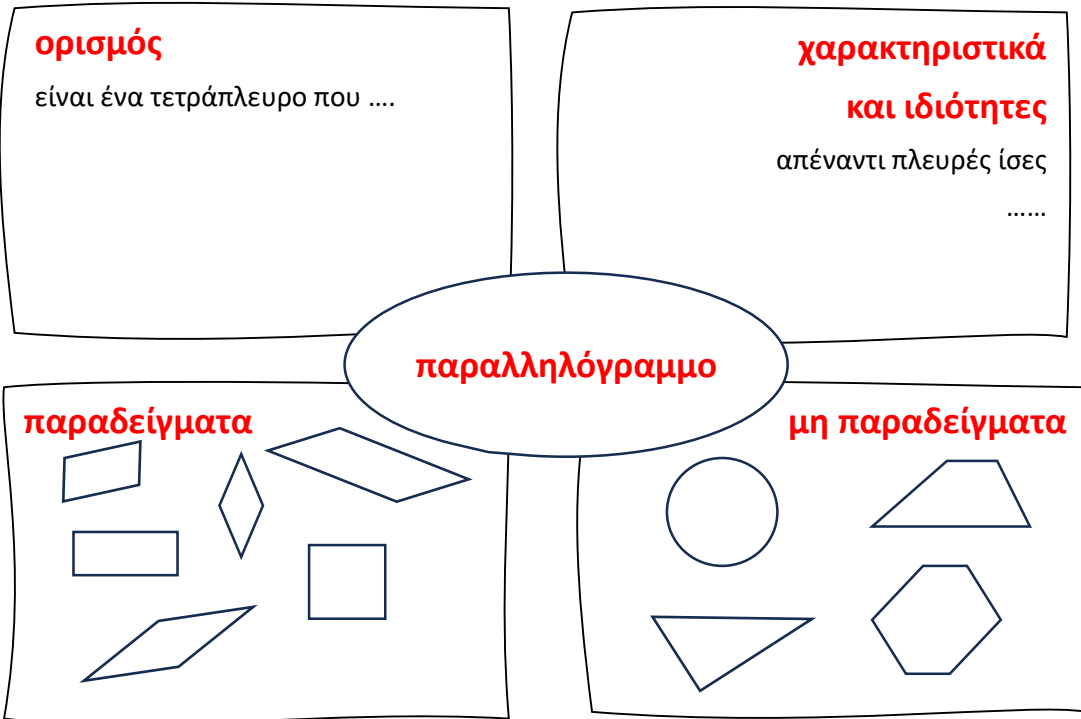 ορισμός
είναι ένα τετράπλευρο που ....
χαρακτηριστικά
και ιδιότητες
απέναντι πλευρές ίσες
......
παραλληλόγραμμο
παραδείγματα
μη παραδείγματα